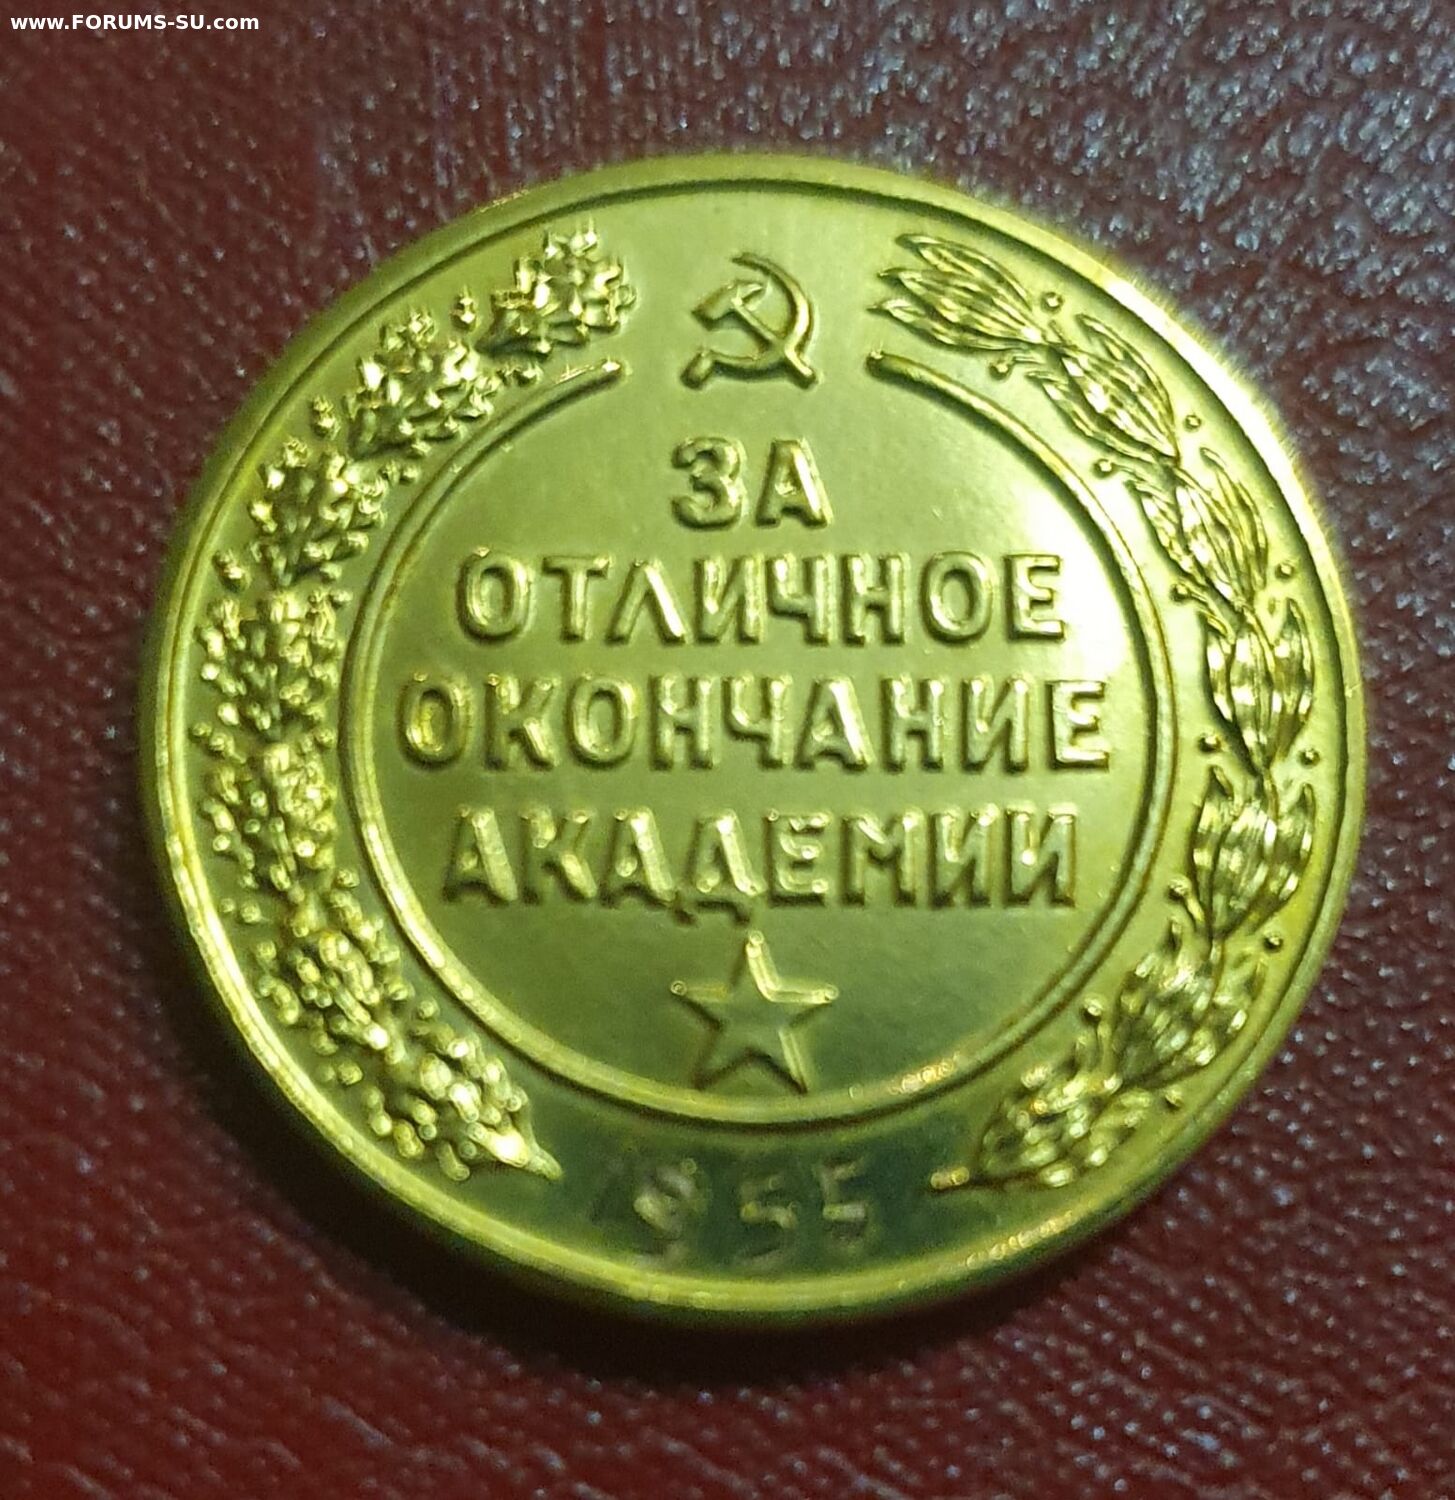 www.FORUMS-SU.com
ЗА
ОТЛИЧНОЕ
ОКОНЧАНИЕ
АКАДЕМИИ
1955